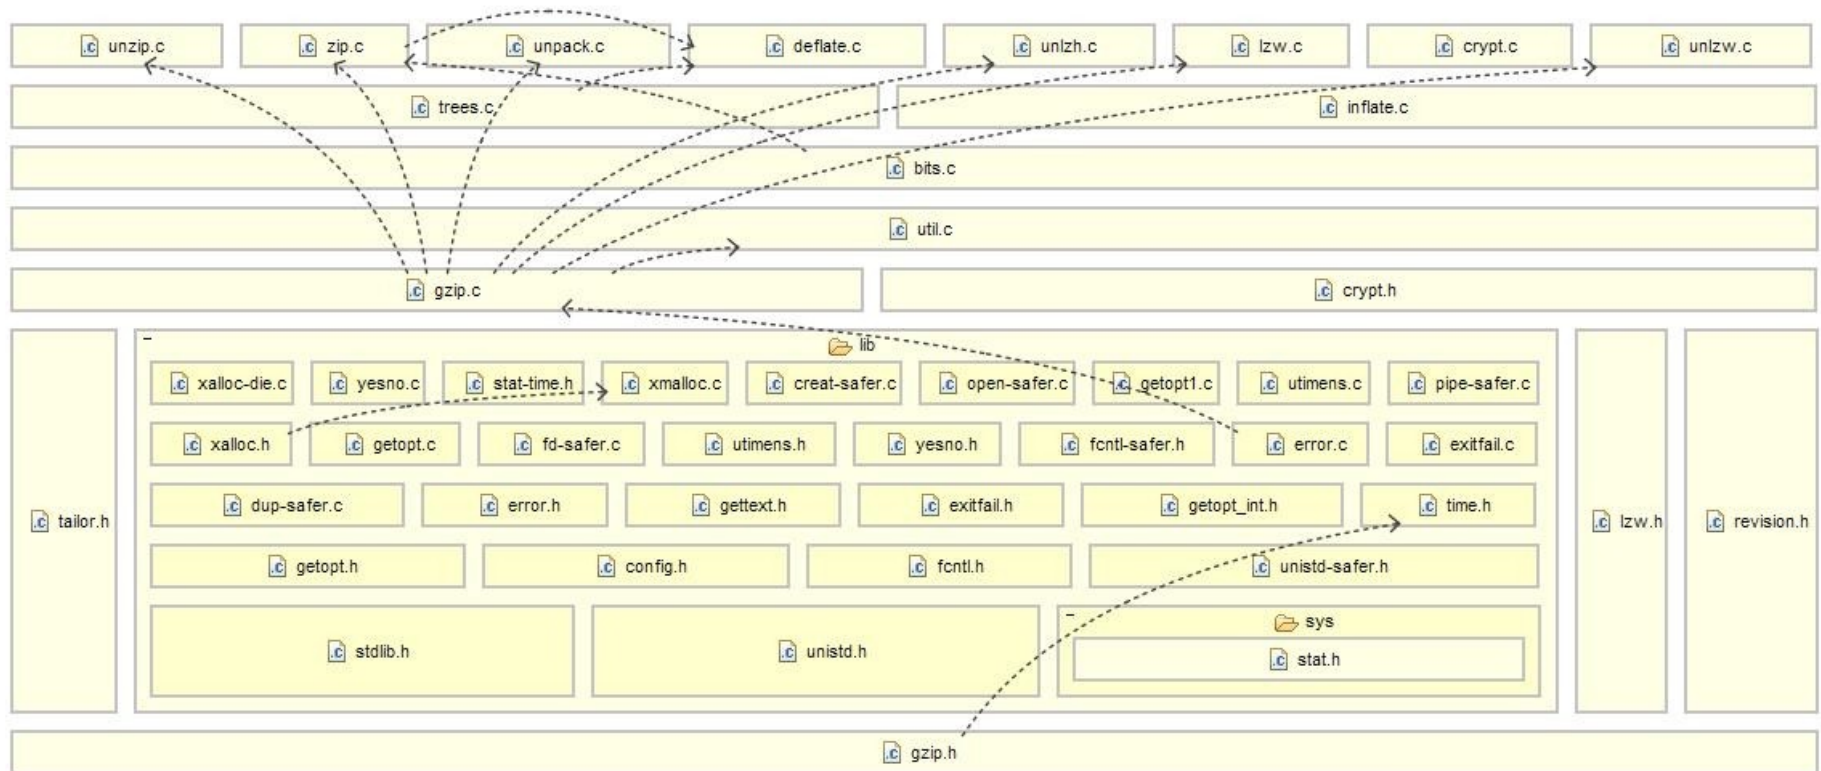 unzip.c zip.c unpack.c deflate.c unlzh.c lzw.c crypt.c unlzw.c
trees.c inflate.c
bits.c
util.c
gzip.c crypt.h
lib
xalloc-die.c yesno.c stat-time.h xmalloc.c creat-safer.c open-safer.c getopt1.c utimens.c pipe-safer.c
xalloc.h getopt.c fd-safer.c utimens.h yesno.h fcntl-safer.h error.c exitfail.c
dup-safer.c error.h gettext.h exitfail.h getopt_int.h time.h
tailor.h lzw.h revision.h
getopt.h config.h fcntl.h unistd-safer.h
sys
stdlib.h unistd.h stat.h
gzip.h